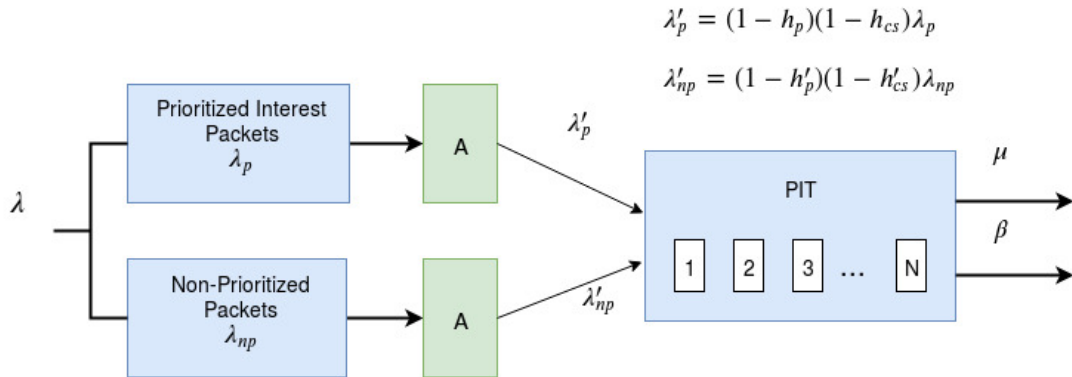 λ′p = (1 − hp)(1 − hcs)λp
λ′np = (1 − h′p)(1 − h′cs)λnp
Prioritized Interest
Packets
λp
A
λ′p
λ
PIT
μ
β
1 2 3 ... N
Non-Prioritized
Packets
λnp
A
λ′np